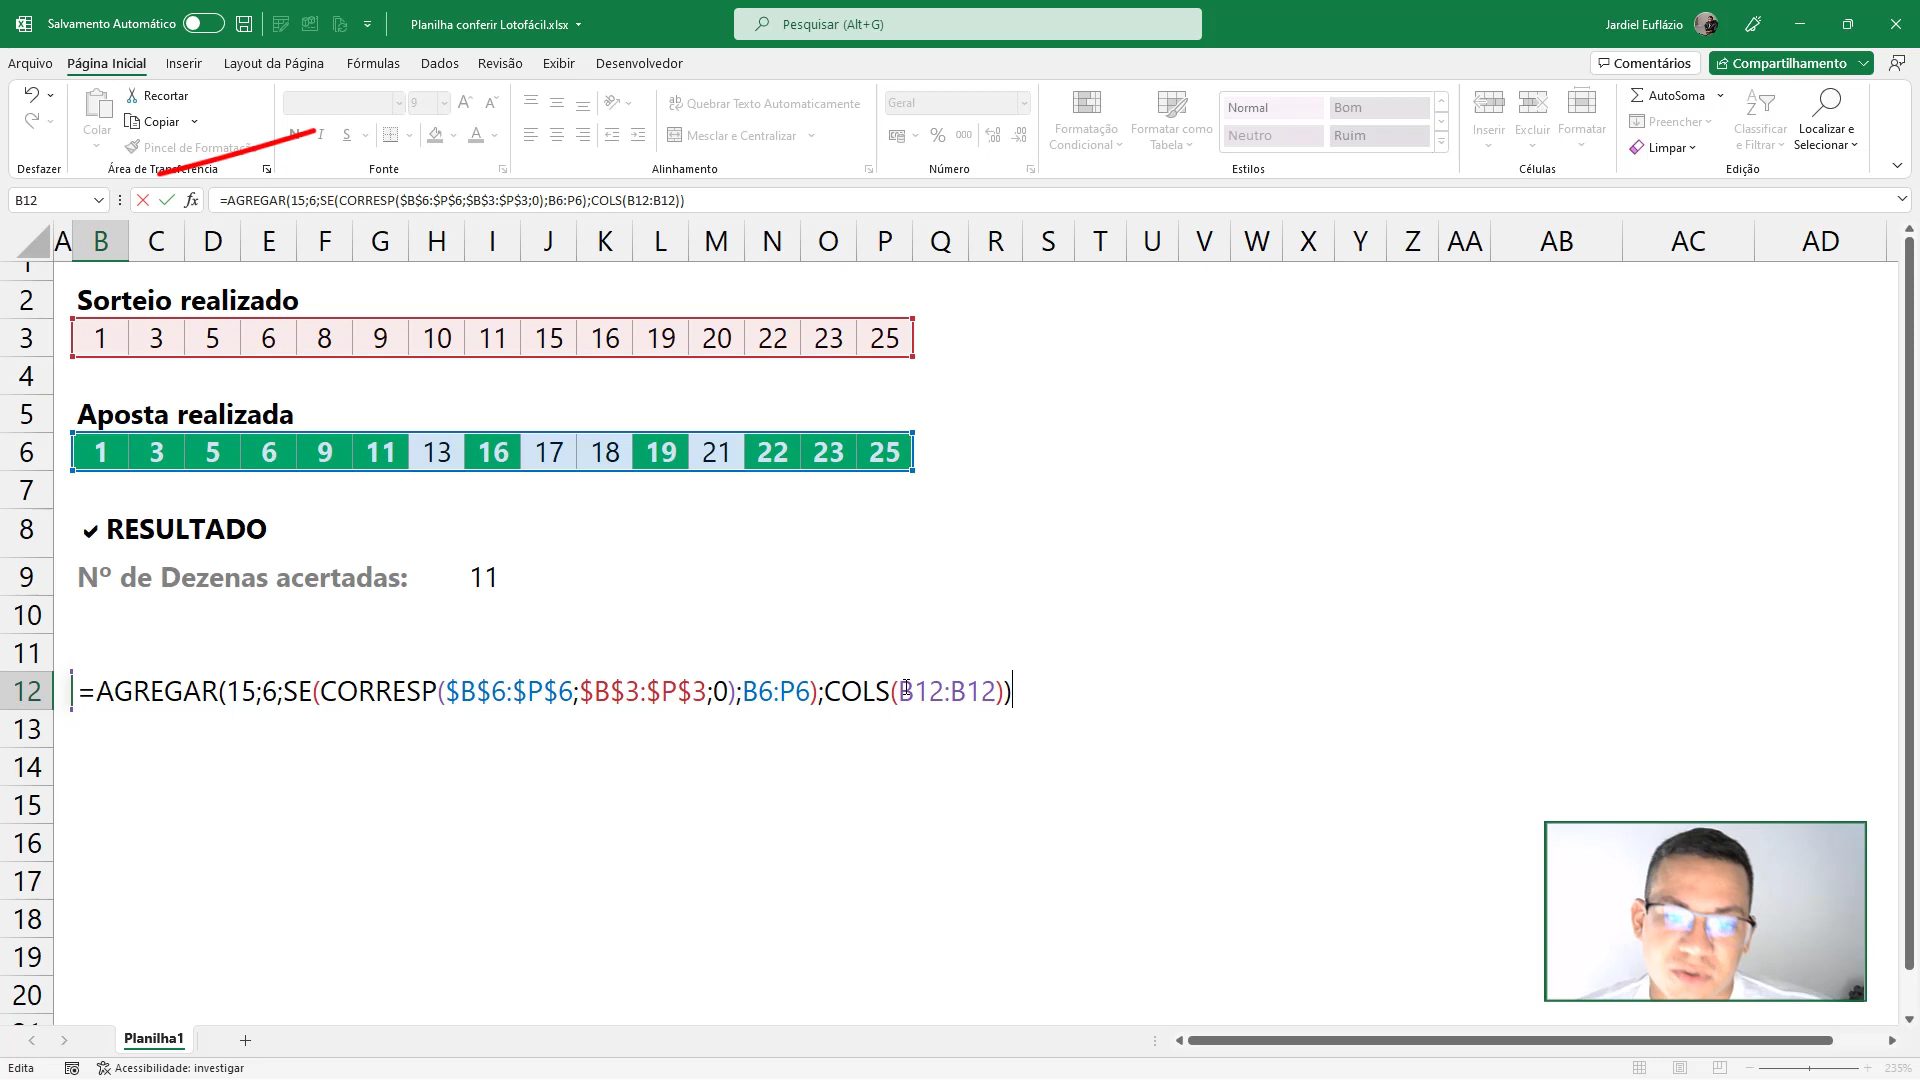 Salvamento Automático
Planilha conferir Lotofácil.xlsx
Pesquisar (Alt+G)
Jardiel Euflázio
Arquivo Página Inicial Inserir Layout da Página Fórmulas Dados Revisão Exibir Desenvolvedor
Comentários Compartilhamento
Colar
Recortar
Copiar
Pincel de Formatação
9
N I S
Quebrar Texto Automaticamente
Mesclar e Centralizar
Geral
% 000
Formatação Condicional
Formatar como Tabela
Normal Bom
Neutro Ruim
Inserir Excluir Formatar
AutoSoma
Preencher
Limpar
Classificar e Filtrar
Localizar e Selecionar
Desfazer Área de Transferência Fonte Alinhamento Número Estilos Células Edição
B12 fx =AGREGAR(15;6;SE(CORRESP($B$6:$P$6;$B$3:$P$3;0);B6:P6);COLS(B12:B12))
A B C D E F G H I J K L M N O P Q R S T U V W X Y Z AA AB AC AD
1
2 Sorteio realizado
3 1 3 5 6 8 9 10 11 15 16 19 20 22 23 25
4
5 Aposta realizada
6 1 3 5 6 9 11 13 16 17 18 19 21 22 23 25
7
8 RESULTADO
9 Nº de Dezenas acertadas: 11
10
11
12 =AGREGAR(15;6;SE(CORRESP($B$6:$P$6;$B$3:$P$3;0);B6:P6);COLS(B12:B12))
13
14
15
16
17
18
19
20
Planilha1
Edita Acessibilidade: investigar 235%